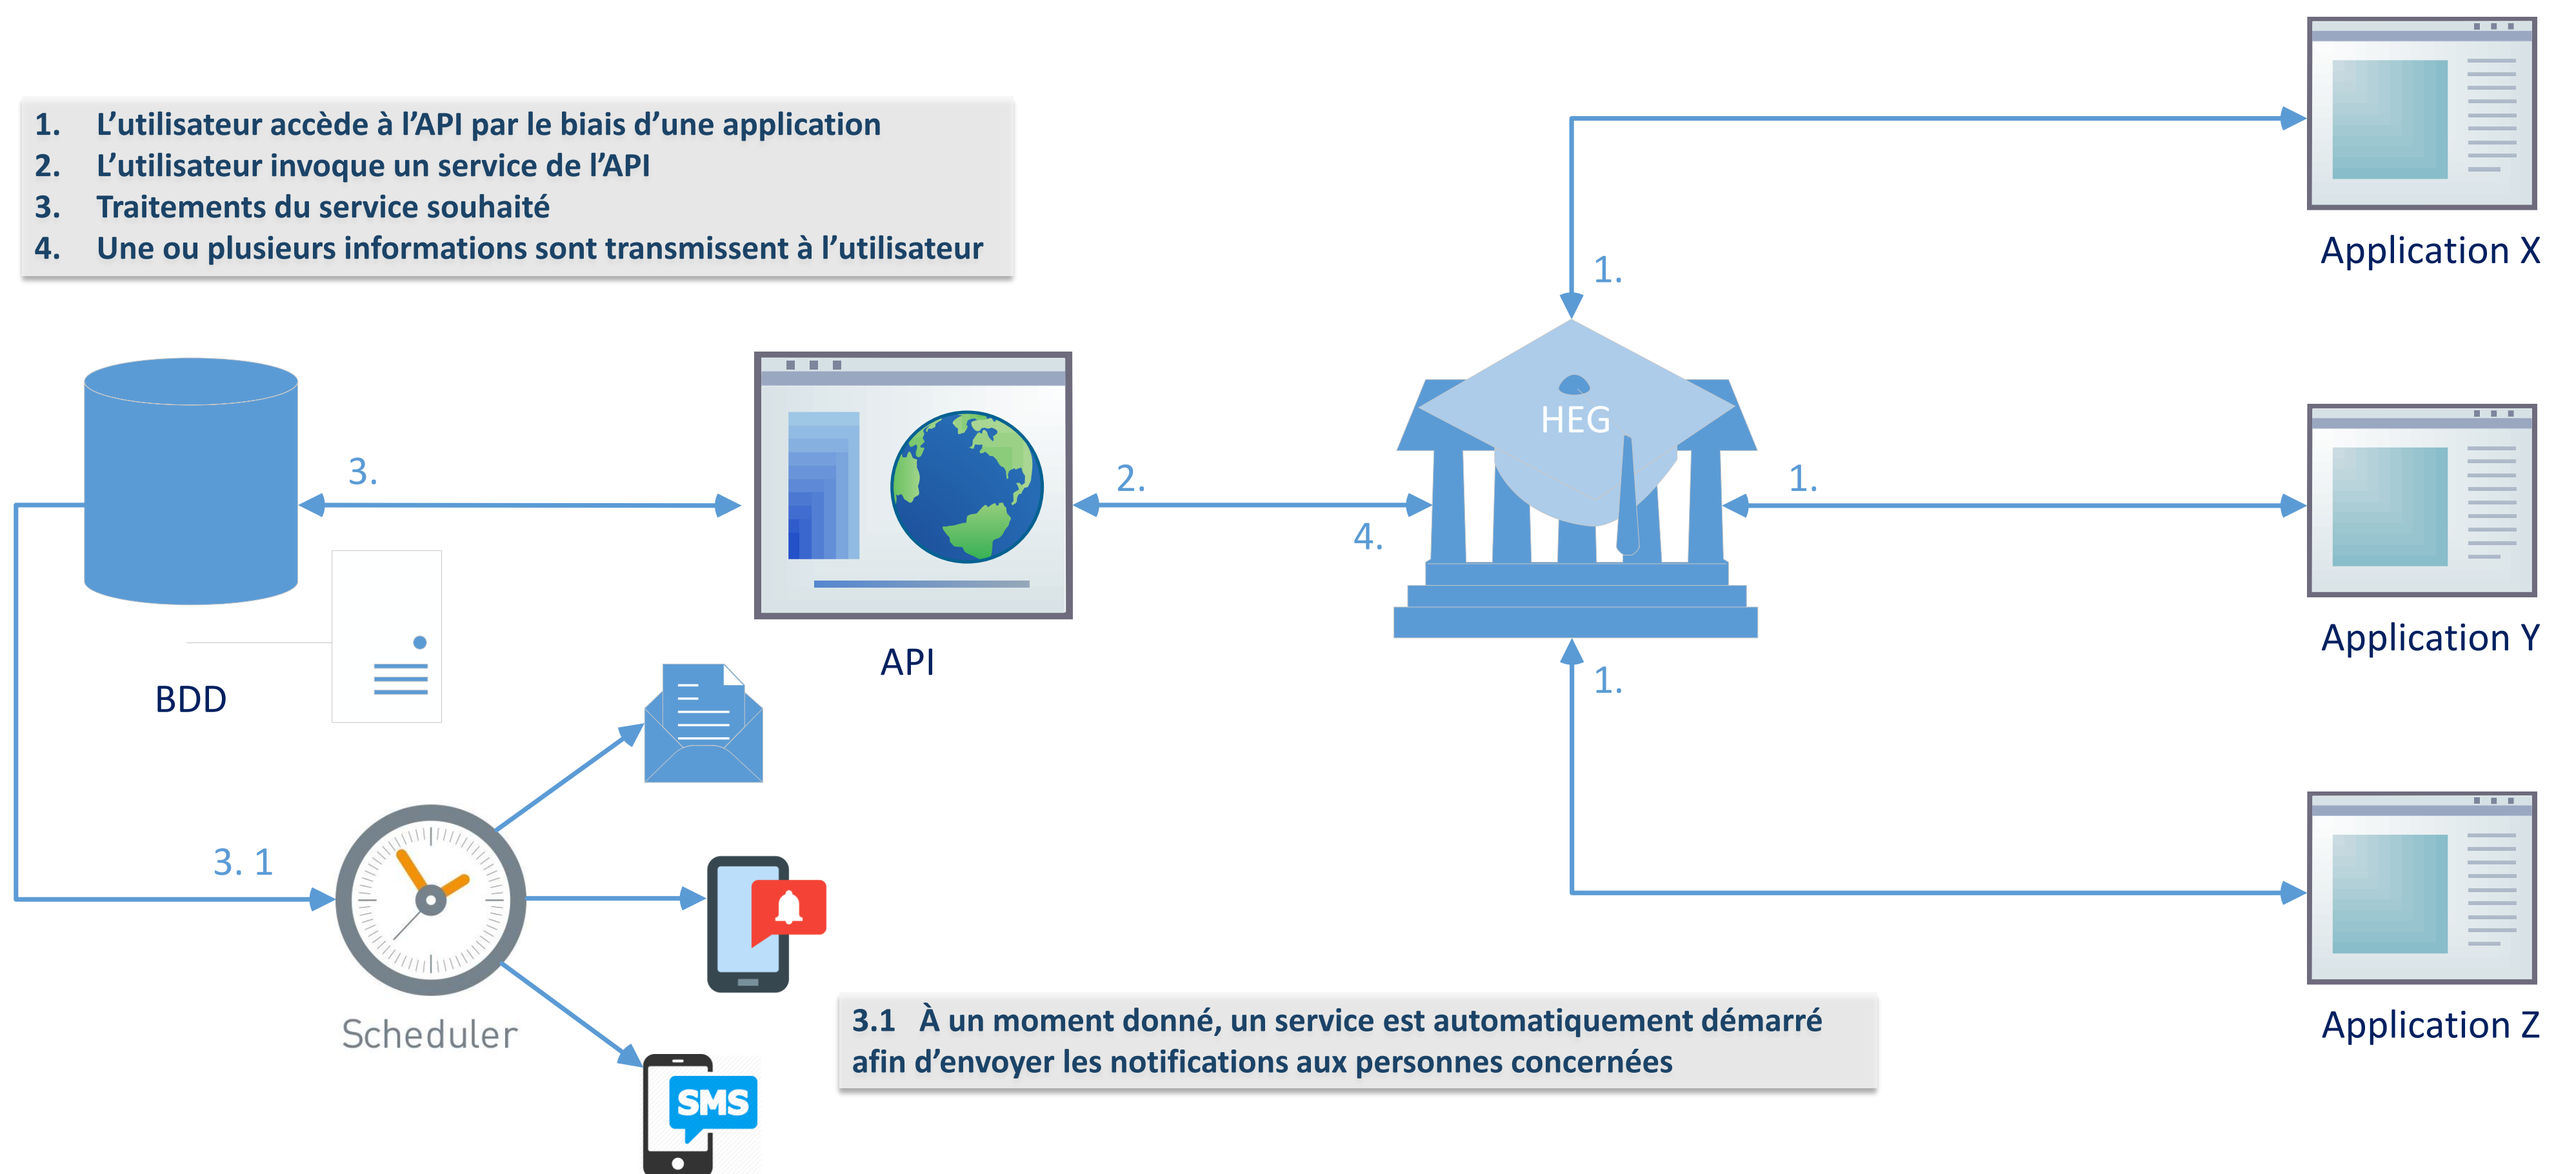 1. L’utilisateur accède à l’API par le biais d’une application
2. L’utilisateur invoque un service de l’API
3. Traitements du service souhaité
4. Une ou plusieurs informations sont transmissent à l’utilisateur
Application X
1.
HEG
3.
2.
1.
4.
Application Y
API
BDD
1.
3. 1
Scheduler
SMS
3.1 À un moment donné, un service est automatiquement démarré
afin d’envoyer les notifications aux personnes concernées
Application Z